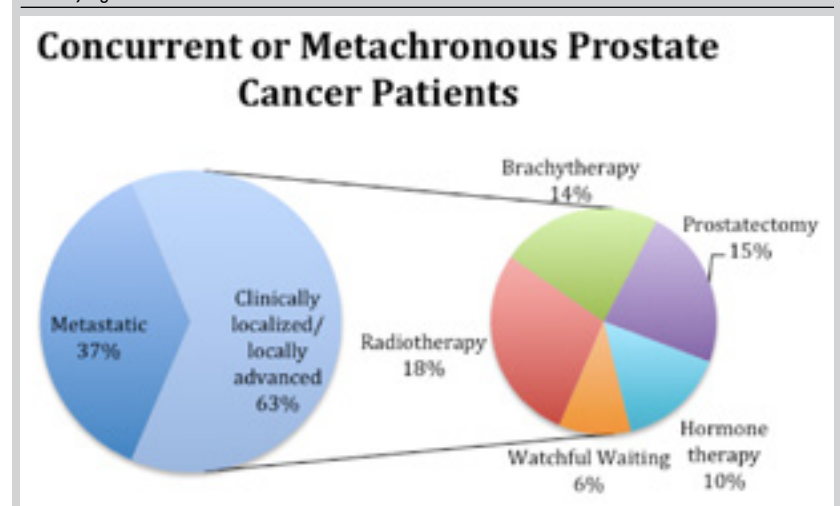 Concurrent or Metachronous Prostate
Cancer Patients
Brachytherapy
14%
Prostatectomy
15%
Metastatic
37%
Clinically
localized/
locally
advanced
63%
Radiotherapy
18%
Hormone
therapy
10%
Watchful Waiting
6%